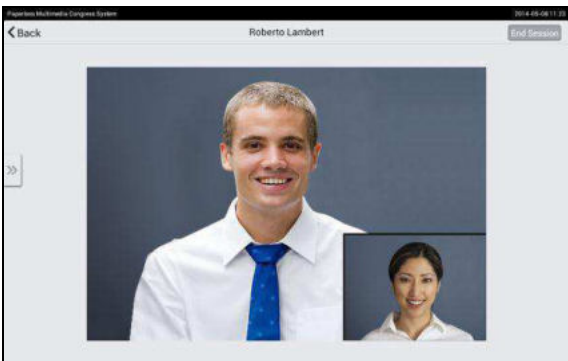 Paperless Multimedia Congress System
2014-05-08 11:23
Back
Roberto Lambert
End Session